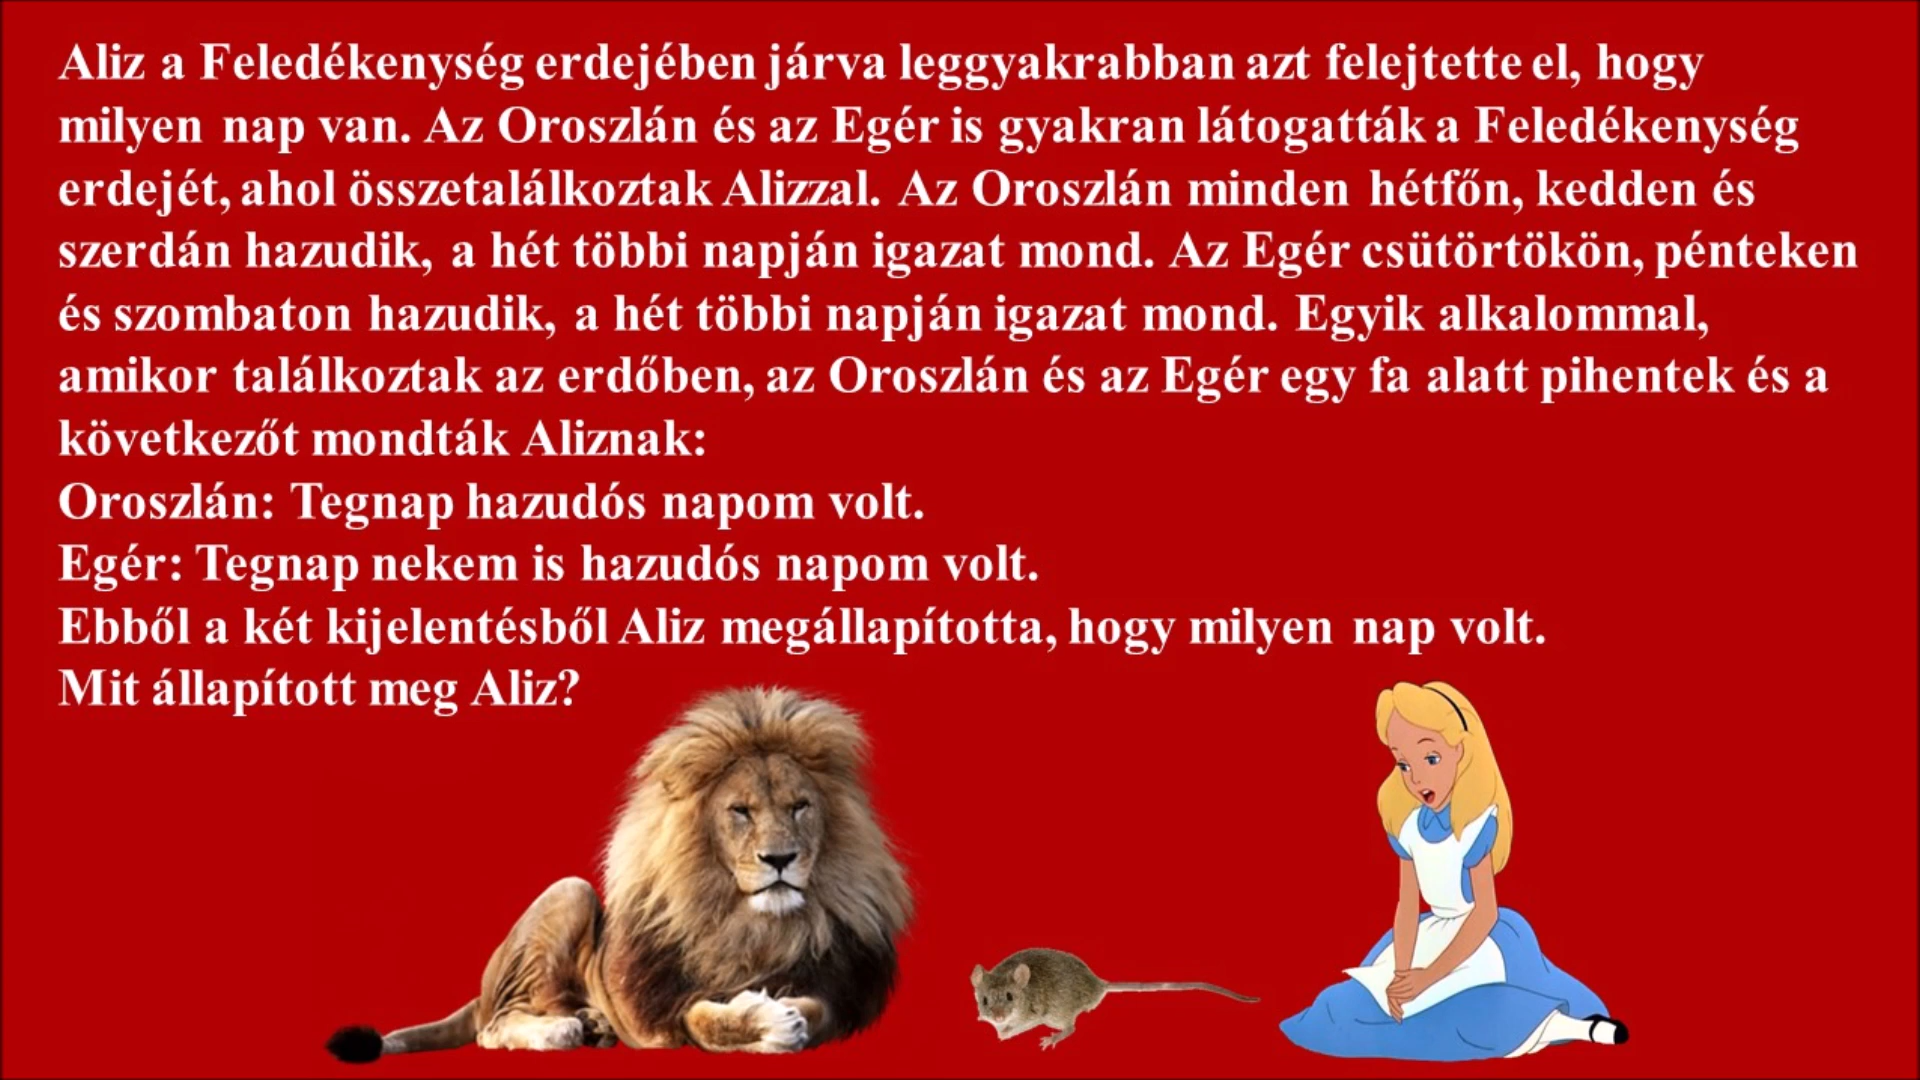 Aliz a Feledékenység erdejében járva leggyakrabban azt felejtette el, hogy
milyen nap van. Az Oroszlán és az Egér is gyakran látogatták a Feledékenység
erdejét, ahol összetalálkoztak Alizzal. Az Oroszlán minden hétfőn, kedden és
szerdán hazudik, a hét többi napján igazat mond. Az Egér csütörtökön, pénteken
és szombaton hazudik, a hét többi napján igazat mond. Egyik alkalommal,
amikor találkoztak az erdőben, az Oroszlán és az Egér egy fa alatt pihentek és a
következőt mondták Aliznak:
Oroszlán: Tegnap hazudós napom volt.
Egér: Tegnap nekem is hazudós napom volt.
Ebből a két kijelentésből Aliz megállapította, hogy milyen nap volt.
Mit állapított meg Aliz?